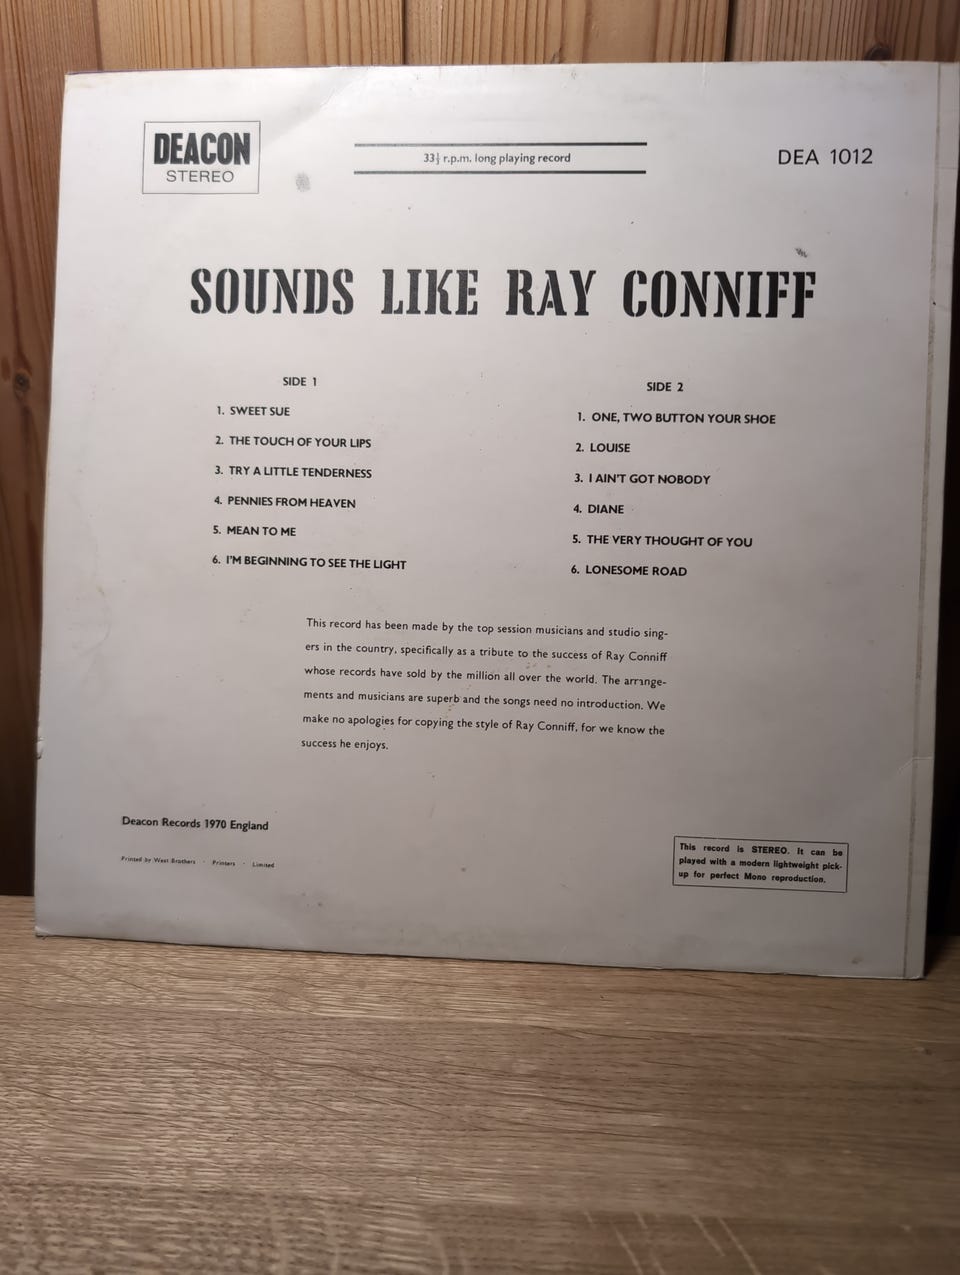 DEACON
STEREO
33⅓ r.p.m. long playing record
DEA 1012
SOUNDS LIKE RAY CONNIFF
SIDE 1
1. SWEET SUE
2. THE TOUCH OF YOUR LIPS
3. TRY A LITTLE TENDERNESS
4. PENNIES FROM HEAVEN
5. MEAN TO ME
6. I'M BEGINNING TO SEE THE LIGHT
SIDE 2
1. ONE, TWO BUTTON YOUR SHOE
2. LOUISE
3. I AIN'T GOT NOBODY
4. DIANE
5. THE VERY THOUGHT OF YOU
6. LONESOME ROAD
This record has been made by the top session musicians and studio sing-
ers in the country, specifically as a tribute to the success of Ray Conniff
whose records have sold by the million all over the world. The arrange-
ments and musicians are superb and the songs need no introduction. We
make no apologies for copying the style of Ray Conniff, for we know the
success he enjoys.
Deacon Records 1970 England
Printed by West Brothers · Printers · Limited
This record is STEREO. It can be
played with a modern lightweight pick-
up for perfect Mono reproduction.